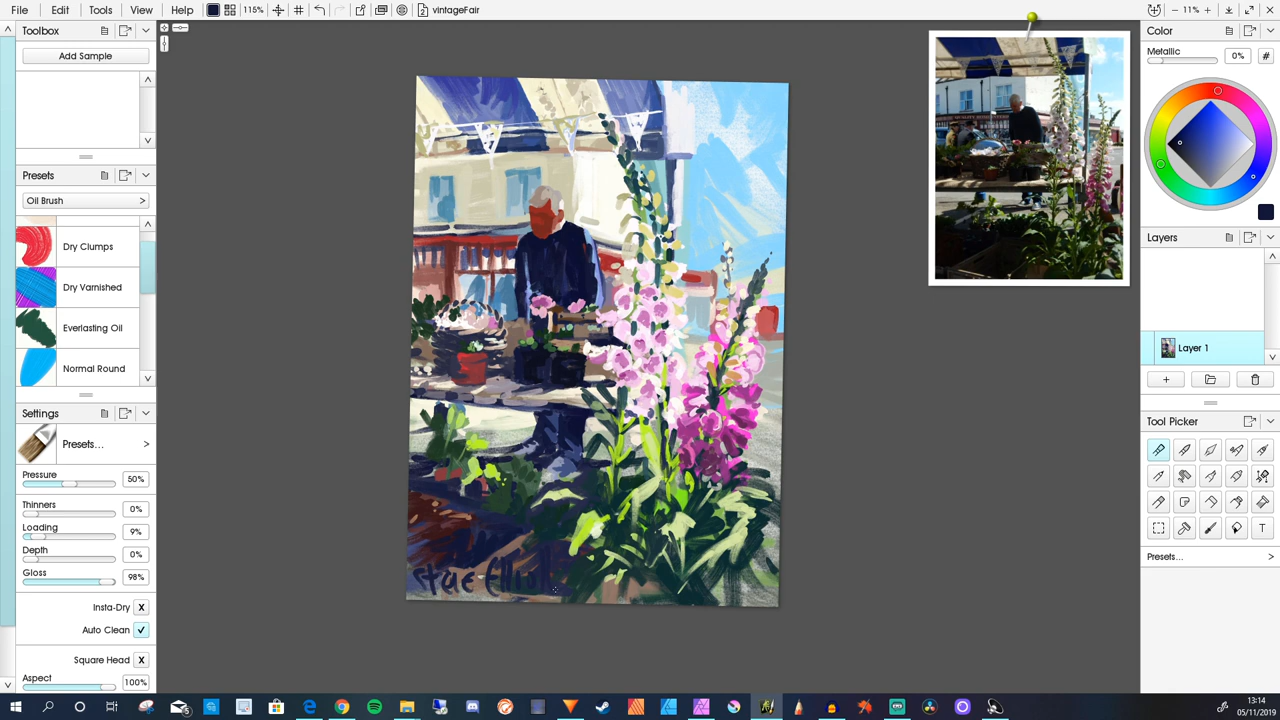 File Edit Tools View Help 115% vintageFair 11%
Toolbox
Add Sample
Presets
Oil Brush >
Dry Clumps
Dry Varnished
Everlasting Oil
Normal Round
Settings
Presets... >
Pressure 50%
Thinners 0%
Loading 9%
Depth 0%
Gloss 98%
Insta-Dry X
Auto Clean
Square Head X
Aspect 100%
Color
Metallic
0% #
Layers
Layer 1
Tool Picker
T
Presets... >
13:14
05/11/2019